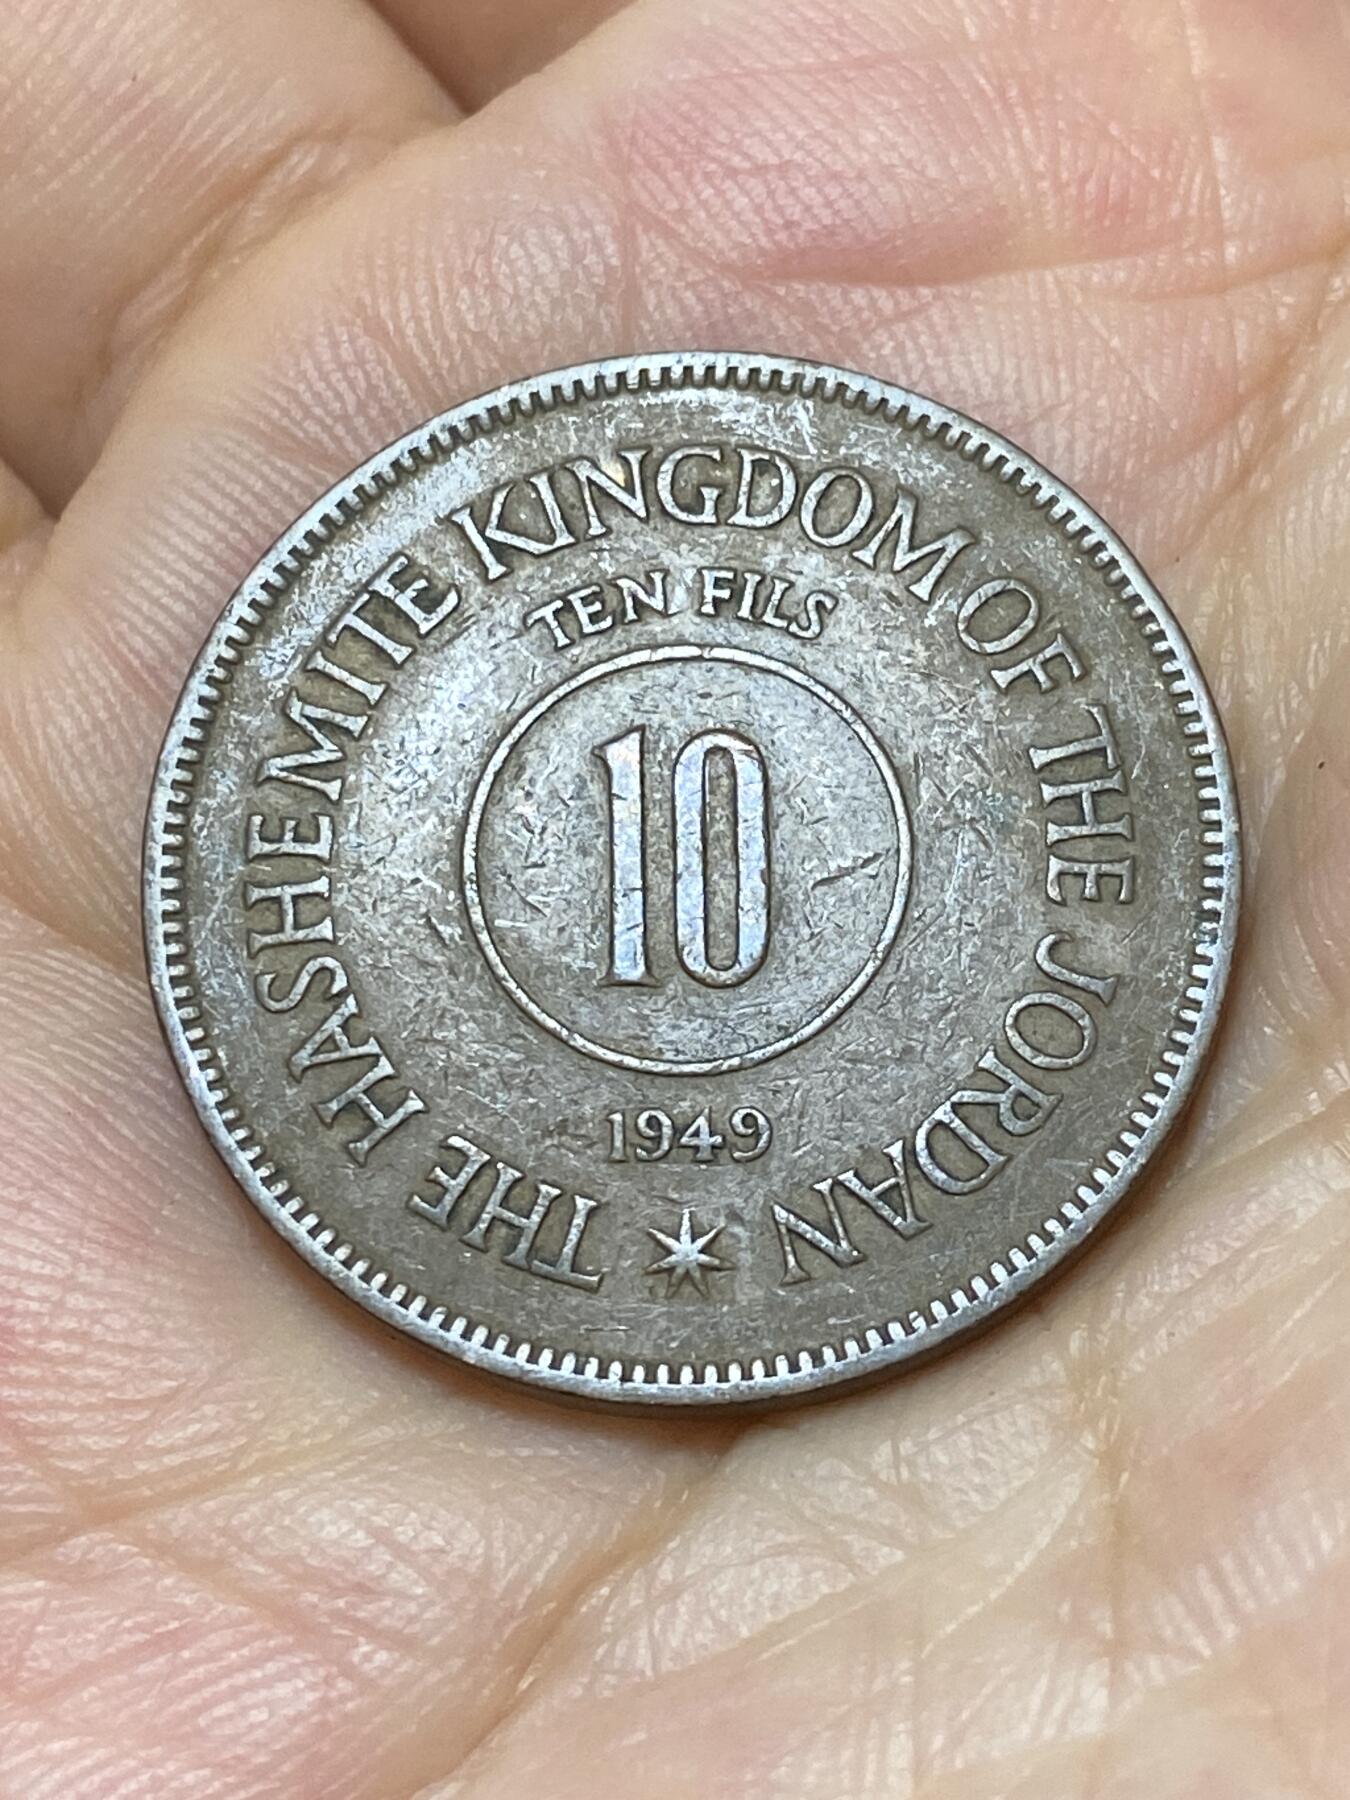 THE HASHEMITE KINGDOM OF THE JORDAN
TEN FILS
10
1949